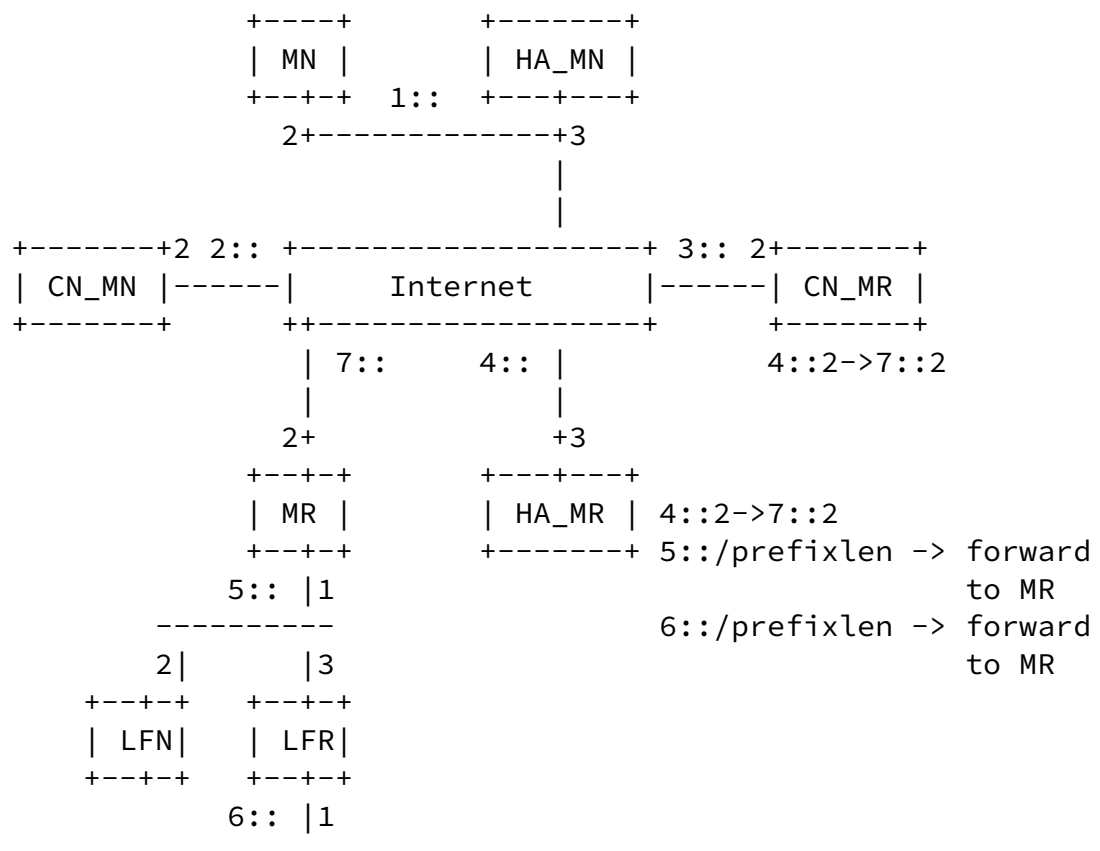 +----+        +-------+
              | MN |        | HA_MN |
              +--+-+  1::   +---+---+
                2+-------------+3
                               |
                               |
+-------+2 2:: +-------------------+ 3:: 2+-------+
| CN_MN |------|     Internet      |------| CN_MR |
+-------+      ++------------------+      +-------+
                | 7::     4::  |          4::2->7::2
                |              |
               2+             +3
             +--+-+       +---+---+
             | MR |       | HA_MR | 4::2->7::2
             +--+-+       +-------+ 5::/prefixlen -> forward
            5:: |1                                  to MR
        ----------                  6::/prefixlen -> forward
        2|      |3                                  to MR
    +--+-+   +--+-+
    | LFN|   | LFR|
    +--+-+   +--+-+
            6:: |1